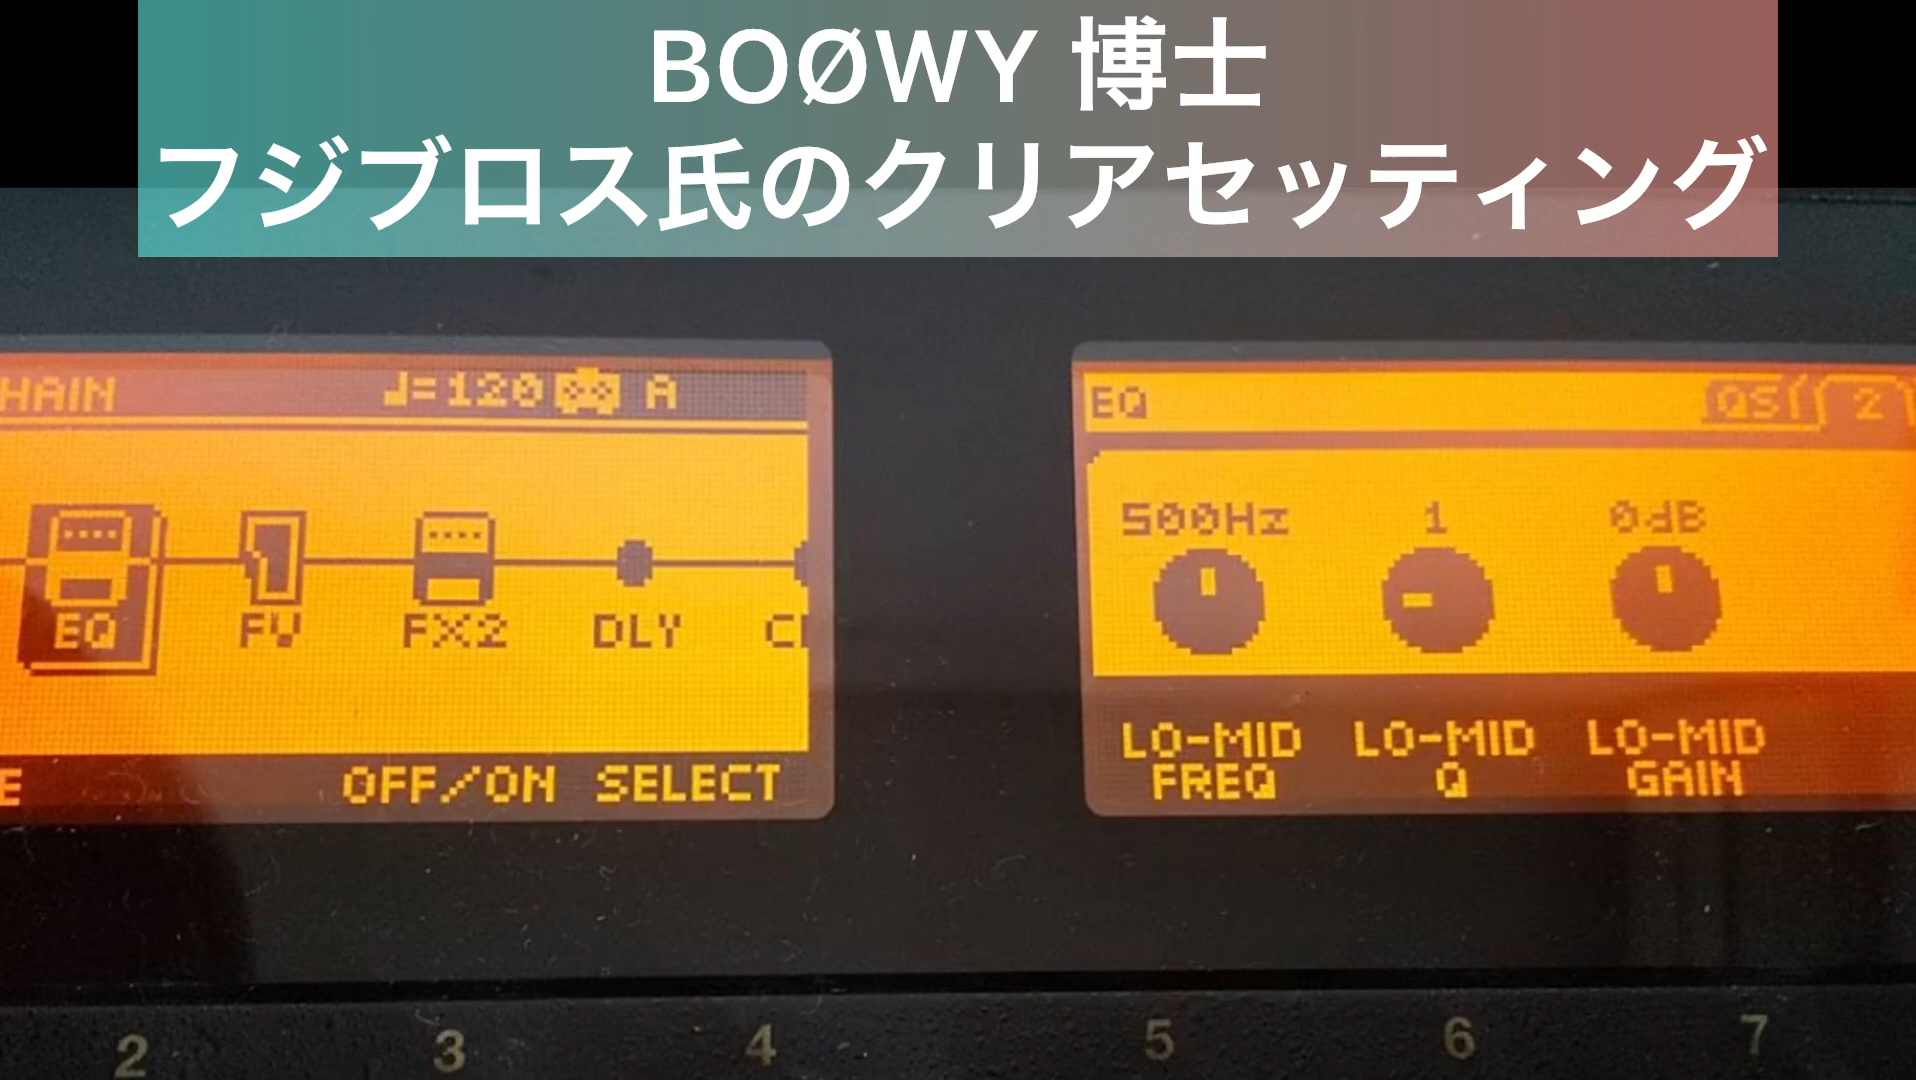 BOØWY 博士
フジブロス氏のクリアセッティング
HAIN ♩=120 A
EQ FV FX2 DLY
E OFF/ON SELECT
EQ QS 2
500Hz 1 0dB
LO-MID FREQ
LO-MID Q
LO-MID GAIN
2 3 4 5 6 7